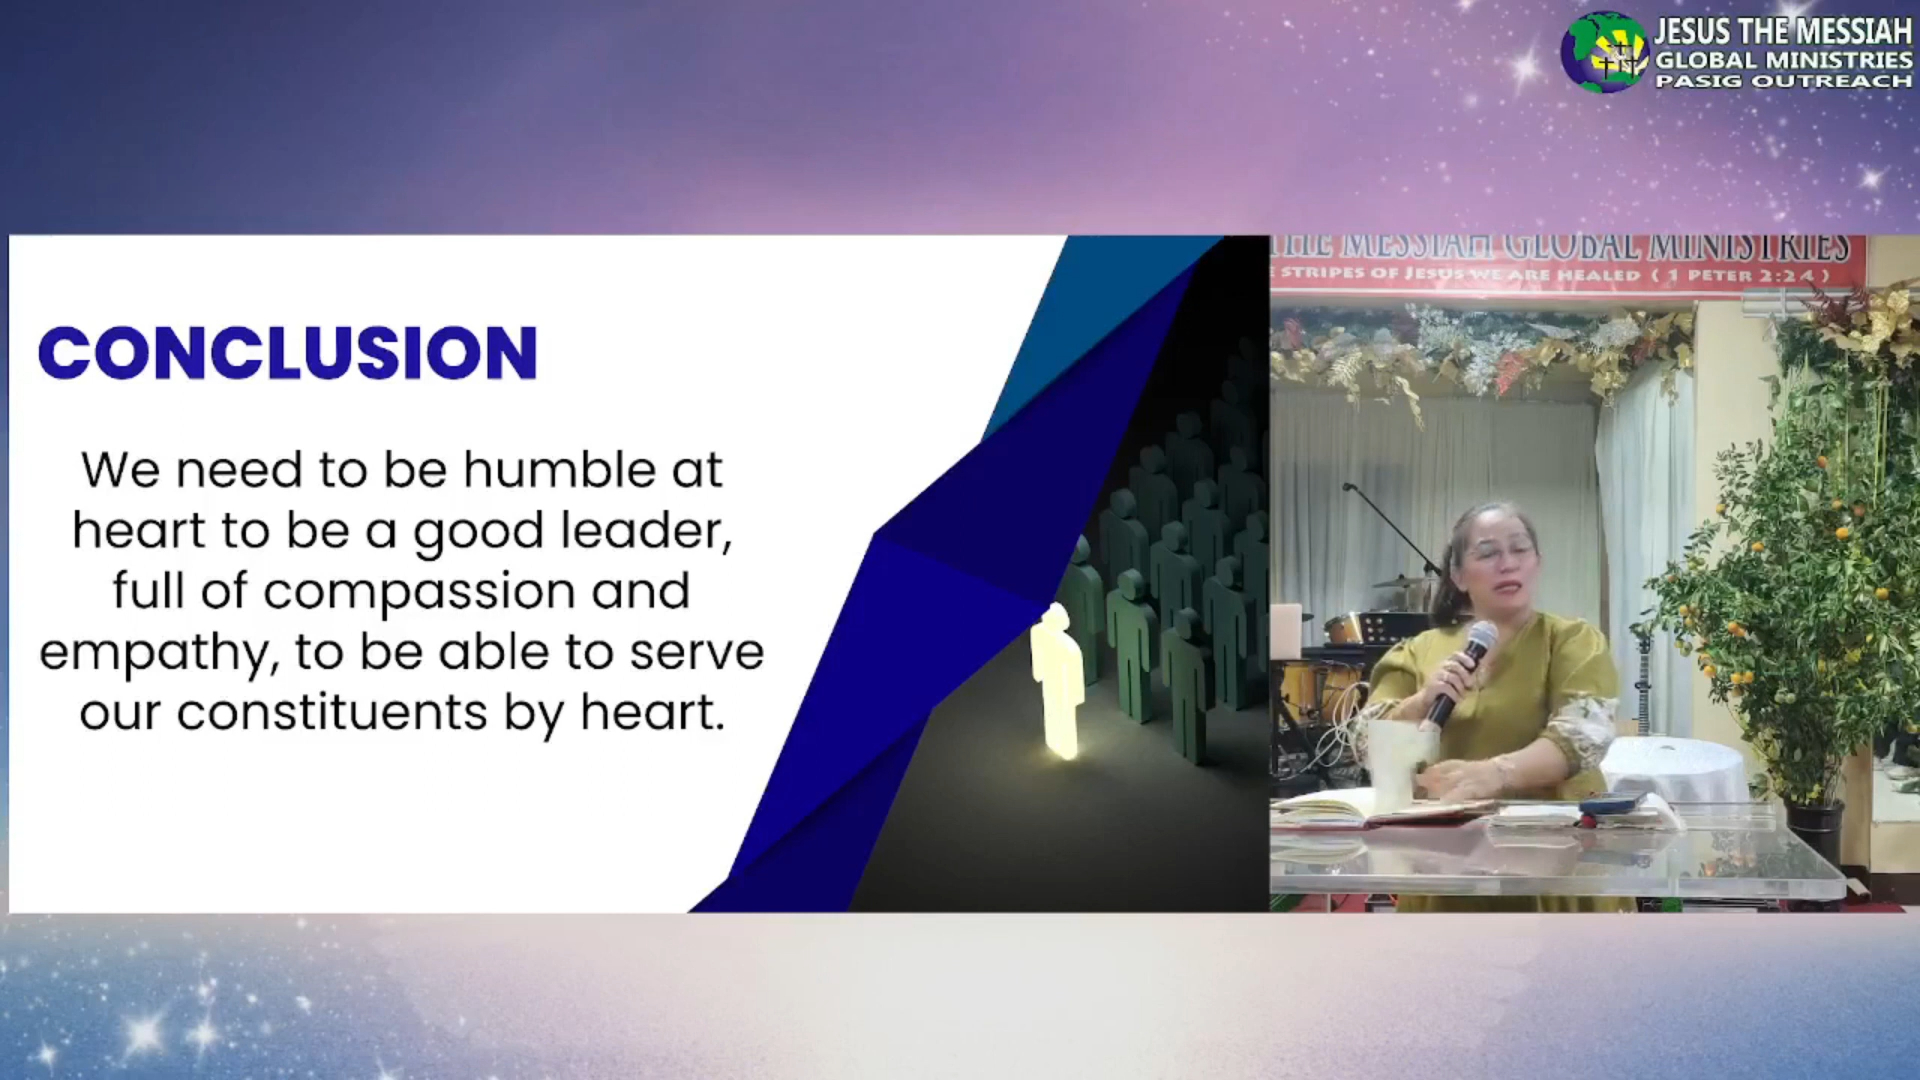 JESUS THE MESSIAH
GLOBAL MINISTRIES
PASIG OUTREACH
THE MESSIAH GLOBAL MINISTRIES
STRIPES OF JESUS WE ARE HEALED ( 1 PETER 2:24 )
CONCLUSION
We need to be humble at
heart to be a good leader,
full of compassion and
empathy, to be able to serve
our constituents by heart.